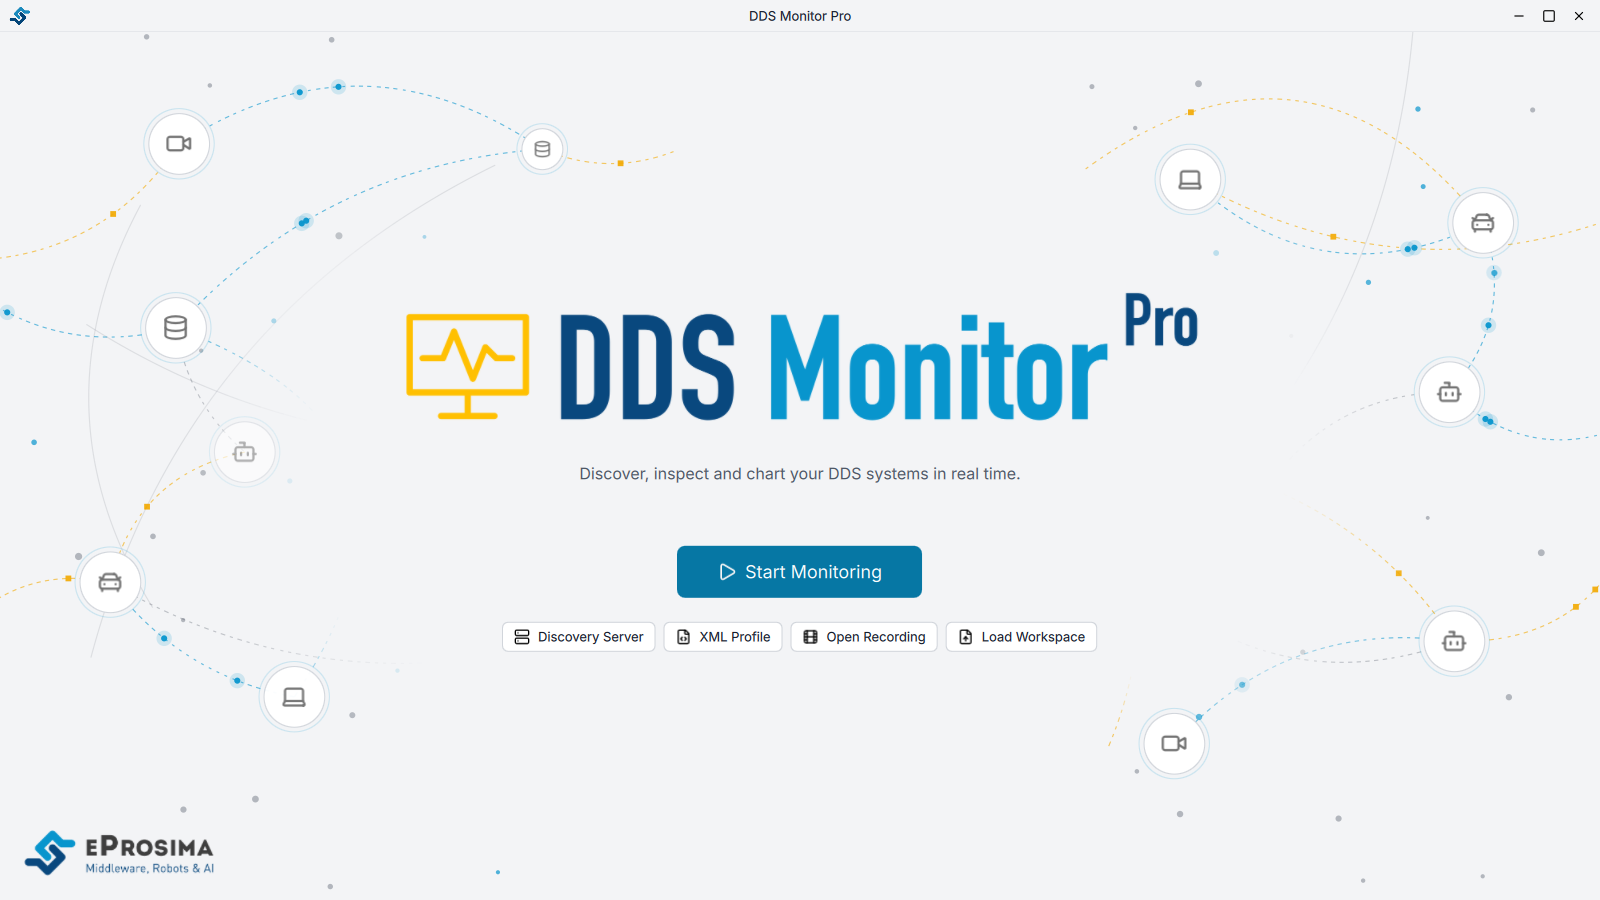 DDS Monitor Pro
DDS Monitor Pro
Discover, inspect and chart your DDS systems in real time.
Start Monitoring
Discovery Server
XML Profile
Open Recording
Load Workspace
eProsima
Middleware, Robots & AI